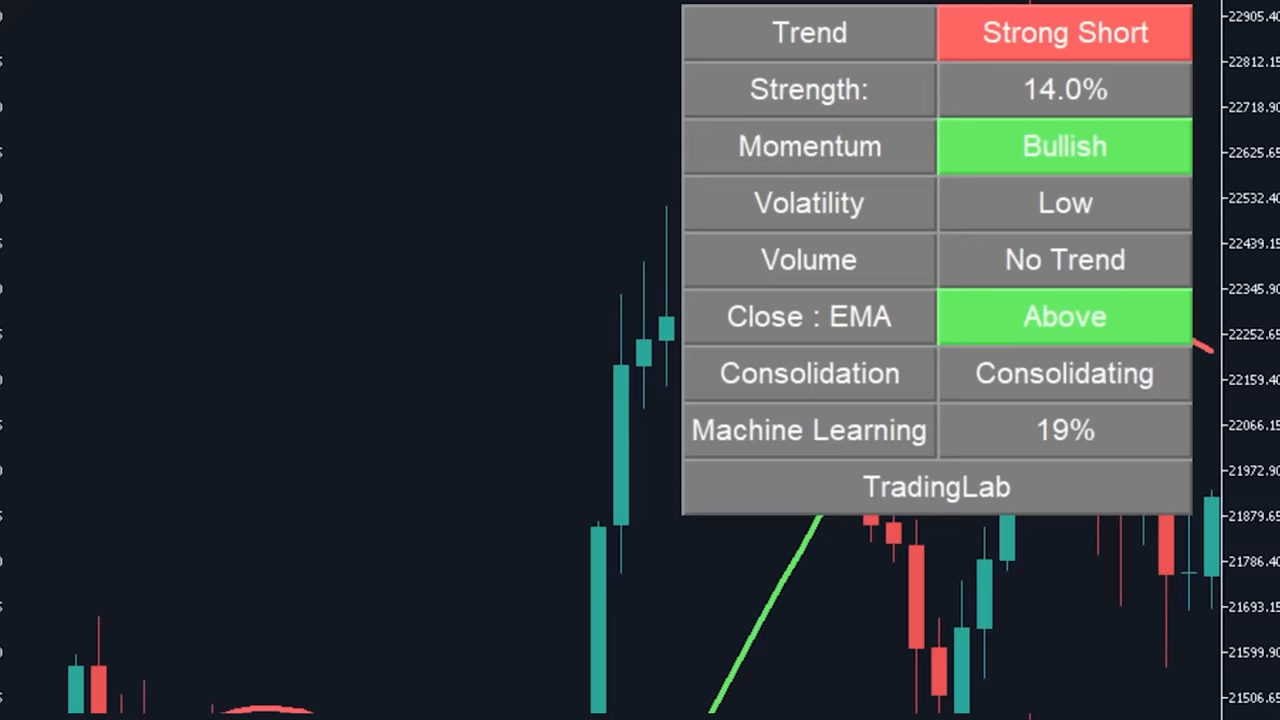 Trend Strong Short
Strength: 14.0%
Momentum Bullish
Volatility Low
Volume No Trend
Close : EMA Above
Consolidation Consolidating
Machine Learning 19%
TradingLab
22812.15
22718.90
22625.65
22532.40
22439.15
22345.90
22252.65
22159.40
22066.15
21972.90
21879.65
21786.40
21693.15
21599.90
21506.65